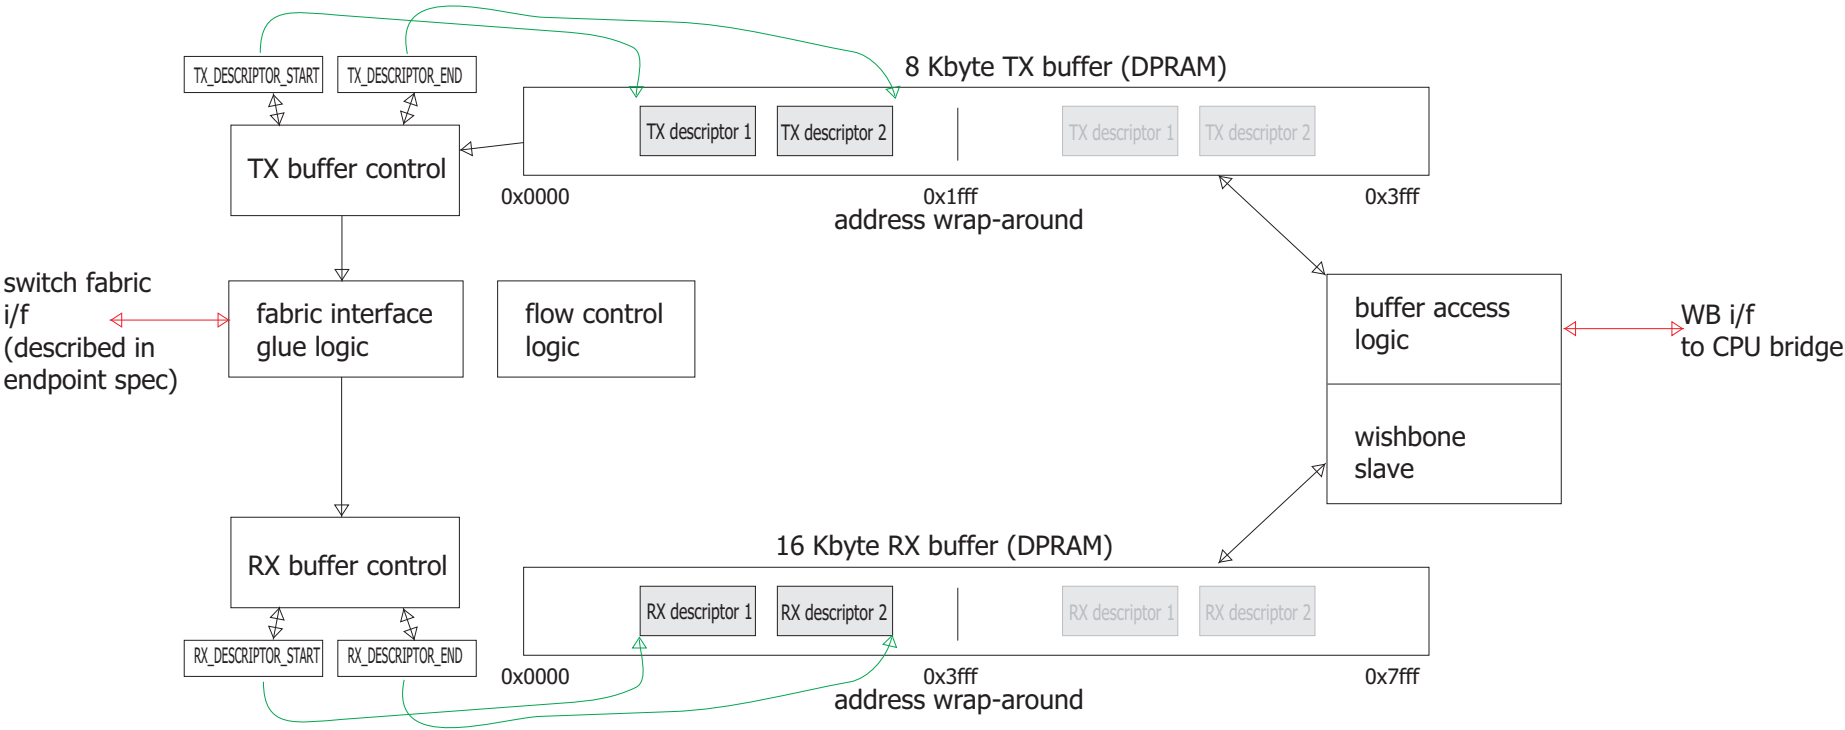 TX_DESCRIPTOR_START
TX_DESCRIPTOR_END
8 Kbyte TX buffer (DPRAM)
TX descriptor 1
TX descriptor 2
TX descriptor 1
TX descriptor 2
TX buffer control
0x0000
0x1fff
0x3fff
address wrap-around
switch fabric
i/f
(described in
endpoint spec)
fabric interface
glue logic
flow control
logic
buffer access
logic
WB i/f
to CPU bridge
wishbone
slave
16 Kbyte RX buffer (DPRAM)
RX buffer control
RX descriptor 1
RX descriptor 2
RX descriptor 1
RX descriptor 2
RX_DESCRIPTOR_START
RX_DESCRIPTOR_END
0x0000
0x3fff
0x7fff
address wrap-around